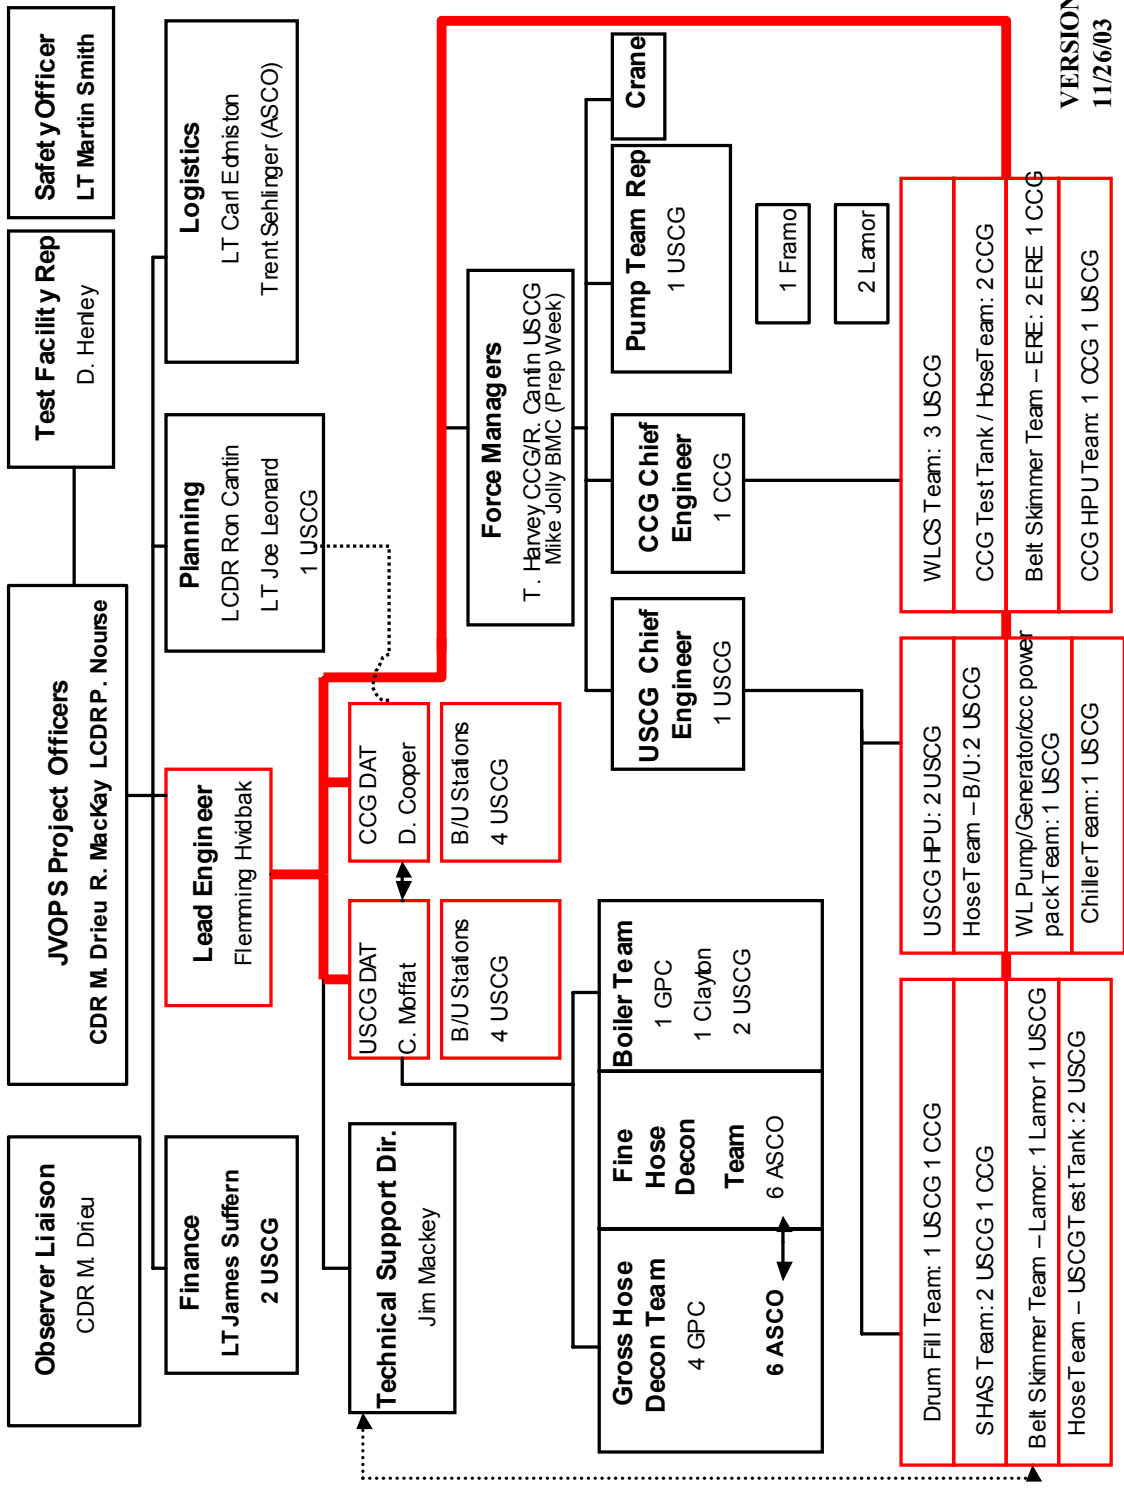 Observer Liaison
CDR M. Drieu
JVOPS Project Officers
CDR M. Drieu R. MacKay LCDR P. Nourse
Test Facility Rep
D. Henley
Safety Officer
LT Martin Smith
Finance
LT James Suffern
2 USCG
Lead Engineer
Flemming Hvidbak
Planning
LCDR Ron Cantin
LT Joe Leonard
1 USCG
Logistics
LT Carl Edmiston
Trent Sehlinger (ASCO)
Technical Support Dir.
Jim Mackey
USCG DAT
C. Moffat
B/U Stations
4 USCG
CCG DAT
D. Cooper
B/U Stations
4 USCG
Force Managers
T. Harvey CCG/R. Cantin USCG
Mike Jolly BMC (Prep Week)
Gross Hose
Decon Team
4 GPC
6 ASCO
Fine
Hose
Decon
Team
6 ASCO
Boiler Team
1 GPC
1 Clayton
2 USCG
USCG Chief
Engineer
1 USCG
CCG Chief
Engineer
1 CCG
Pump Team Rep
1 USCG
Crane
1 Framo
2 Lamor
Drum Fill Team: 1 USCG 1 CCG
SHAS Team: 2 USCG 1 CCG
Belt Skimmer Team – Lamor: 1 Lamor 1 USCG
Hose Team – USCG Test Tank: 2 USCG
USCG HPU: 2 USCG
Hose Team – B/U: 2 USCG
WL Pump/Generator/ccc power
pack Team: 1 USCG
Chiller Team: 1 USCG
WLCS Team: 3 USCG
CCG Test Tank / Hose Team: 2 CCG
Belt Skimmer Team – ERE: 2 ERE 1 CCG
CCG HPU Team: 1 CCG 1 USCG
VERSION
11/26/03